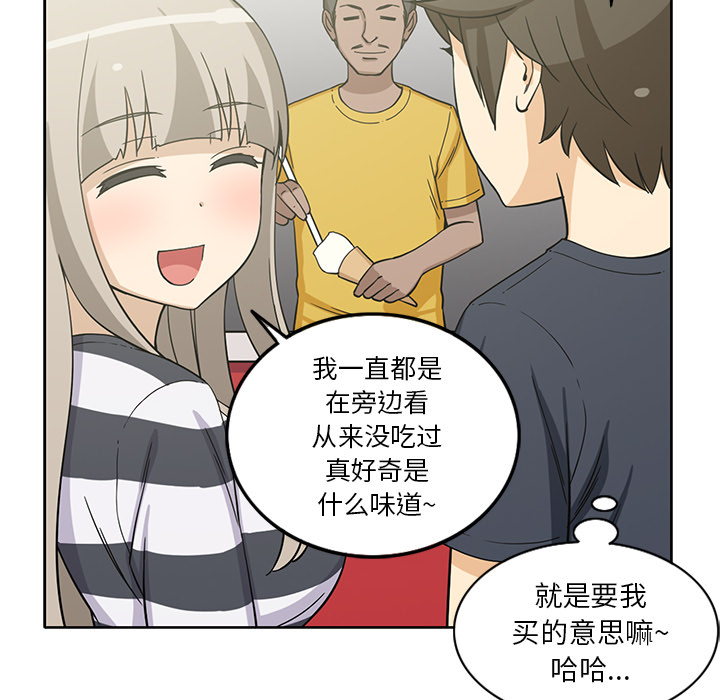 我一直都是
在旁边看
从来没吃过
真好奇是
什么味道~
就是要我
买的意思嘛~
哈哈...